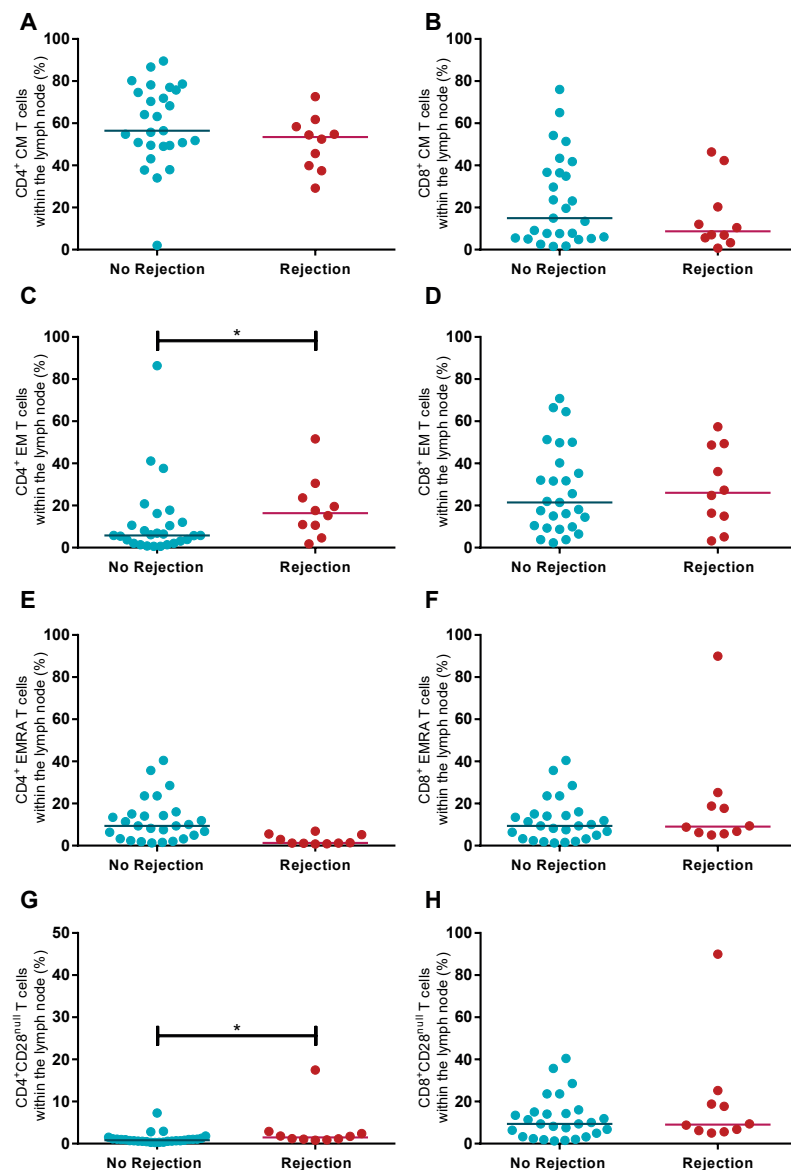 A
CD4⁺ CM T cells
within the lymph node (%)
100
80
60
40
20
0
No Rejection
Rejection
B
CD8⁺ CM T cells
within the lymph node (%)
100
80
60
40
20
0
No Rejection
Rejection
C
CD4⁺ EM T cells
within the lymph node (%)
100
80
60
40
20
0
*
No Rejection
Rejection
D
CD8⁺ EM T cells
within the lymph node (%)
100
80
60
40
20
0
No Rejection
Rejection
E
CD4⁺ EMRA T cells
within the lymph node (%)
100
80
60
40
20
0
No Rejection
Rejection
F
CD8⁺ EMRA T cells
within the lymph node (%)
100
80
60
40
20
0
No Rejection
Rejection
G
CD4⁺CD28ⁿᵘˡˡ T cells
within the lymph node (%)
50
40
30
20
10
0
*
No Rejection
Rejection
H
CD8⁺CD28ⁿᵘˡˡ T cells
within the lymph node (%)
100
80
60
40
20
0
No Rejection
Rejection